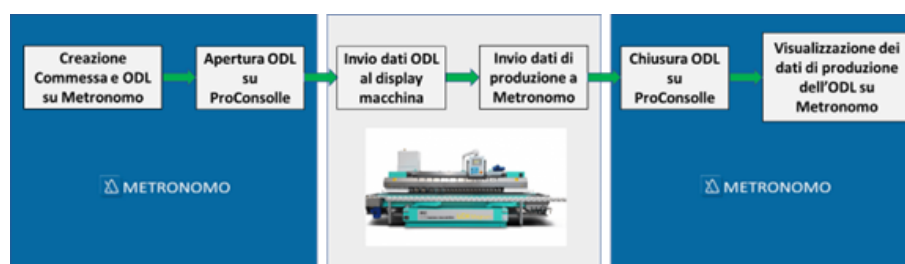 Creazione
Commessa e ODL
su Metronomo
Apertura ODL
su
ProConsolle
Invio dati ODL
al display
macchina
Invio dati di
produzione a
Metronomo
Chiusura ODL
su
ProConsolle
Visualizzazione dei
dati di produzione
dell'ODL su
Metronomo
METRONOMO
METRONOMO